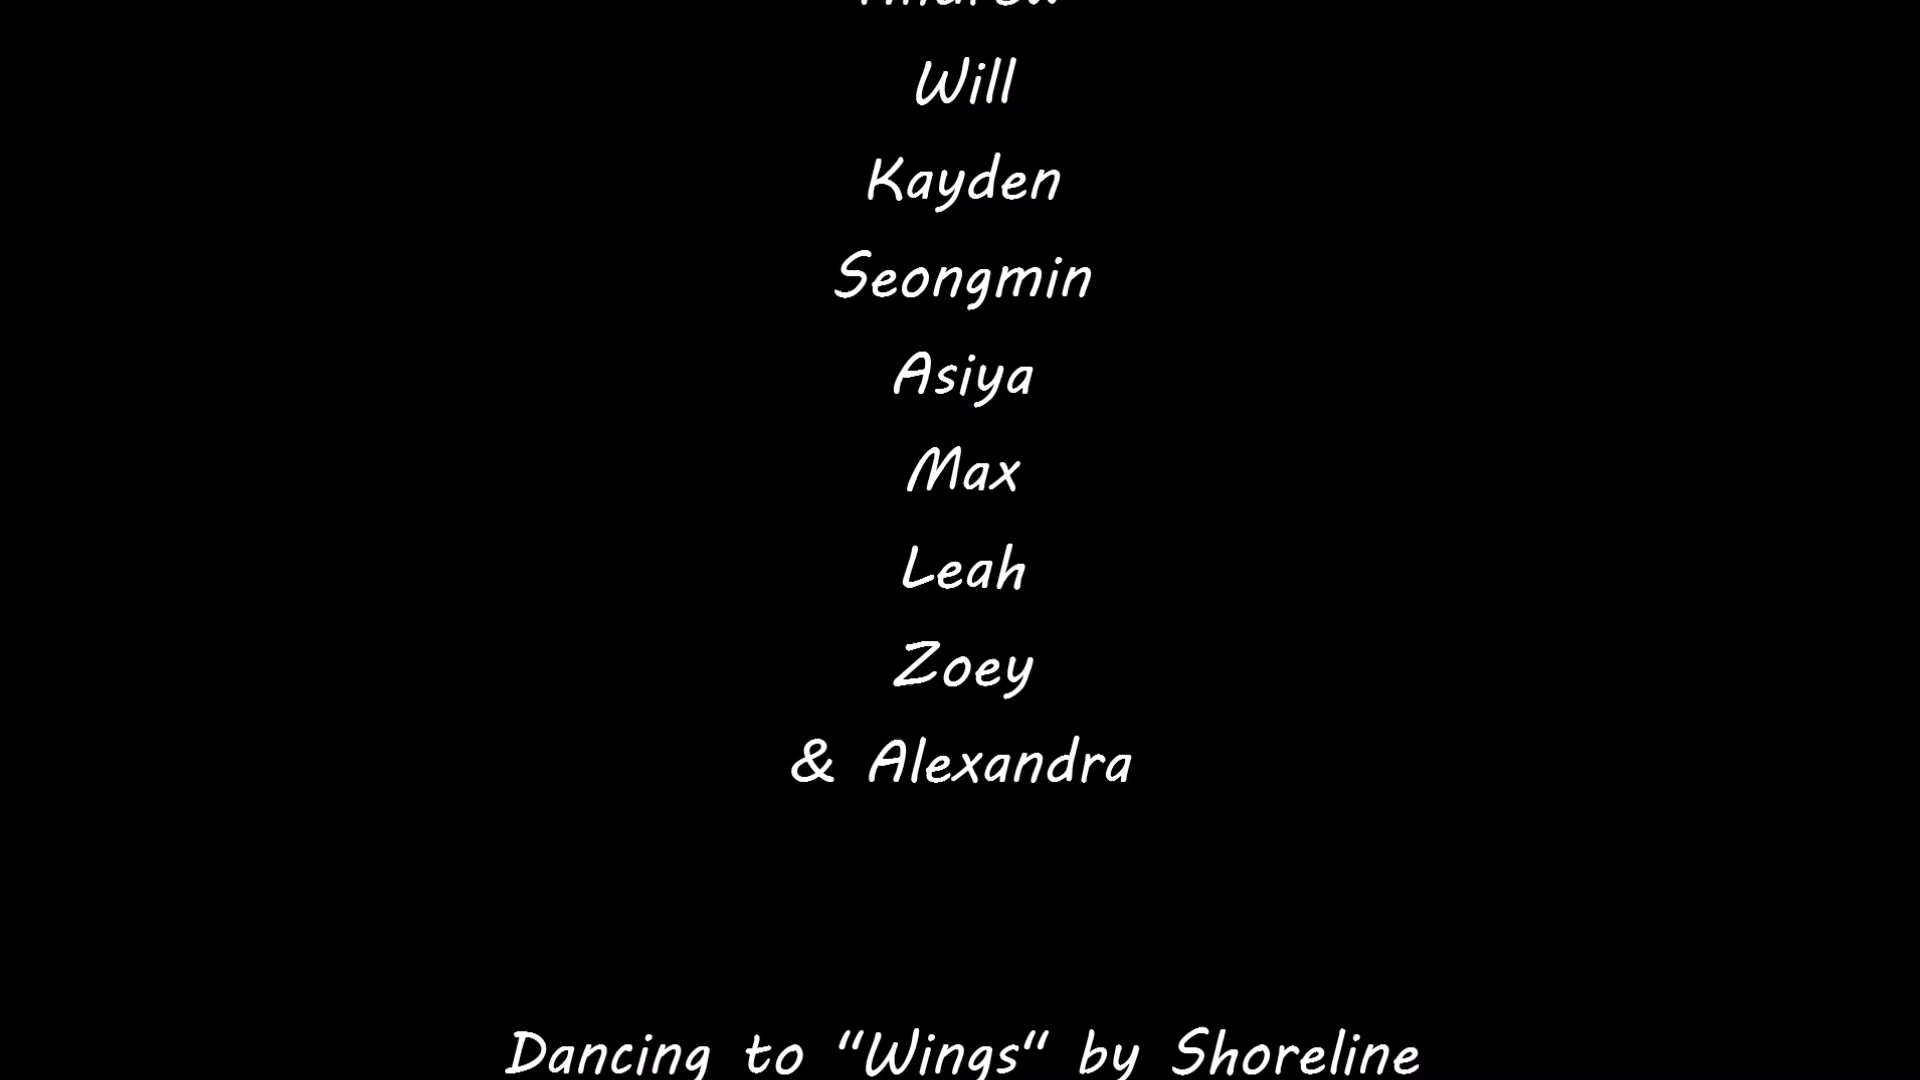 Will
Kayden
Seongmin
Asiya
Max
Leah
Zoey
& Alexandra
Dancing to "Wings" by Shoreline